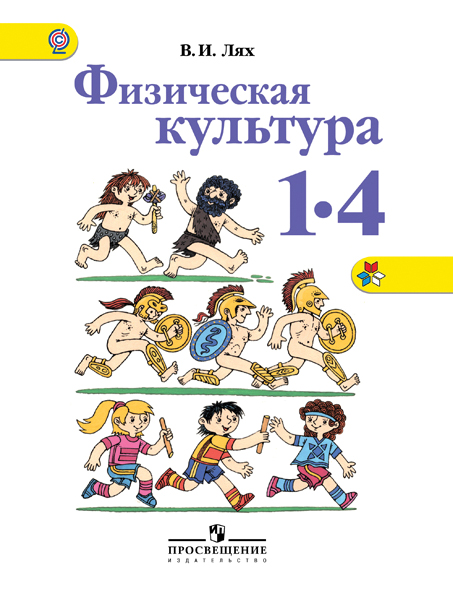 В. И. Лях
Физическая
культура
1•4
ПРОСВЕЩЕНИЕ
ИЗДАТЕЛЬСТВО